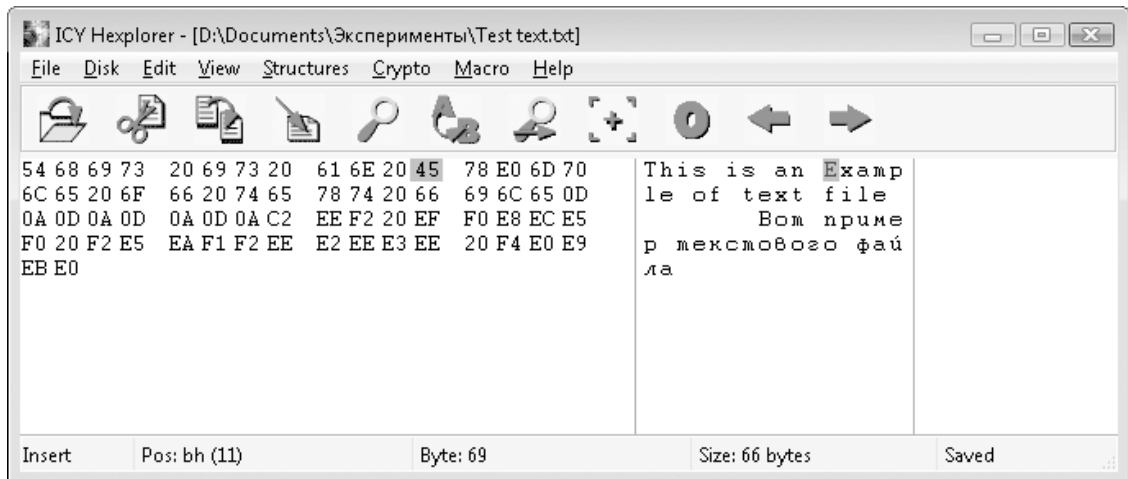 ICY Hexplorer - [D:\Documents\Эксперименты\Test text.txt]
File Disk Edit View Structures Crypto Macro Help
54 68 69 73 20 69 73 20 61 6E 20 45 78 E0 6D 70 This is an Examp
6C 65 20 6F 66 20 74 65 78 74 20 66 69 6C 65 0D le of text file
0A 0D 0A 0D 0A 0D 0A C2 EE F2 20 EF F0 E8 EC E5 Вот приме
F0 20 F2 E5 EA F1 F2 EE E2 EE E3 EE 20 F4 E0 E9 р текстового фай
EB E0 ла
Insert Pos: bh (11) Byte: 69 Size: 66 bytes Saved